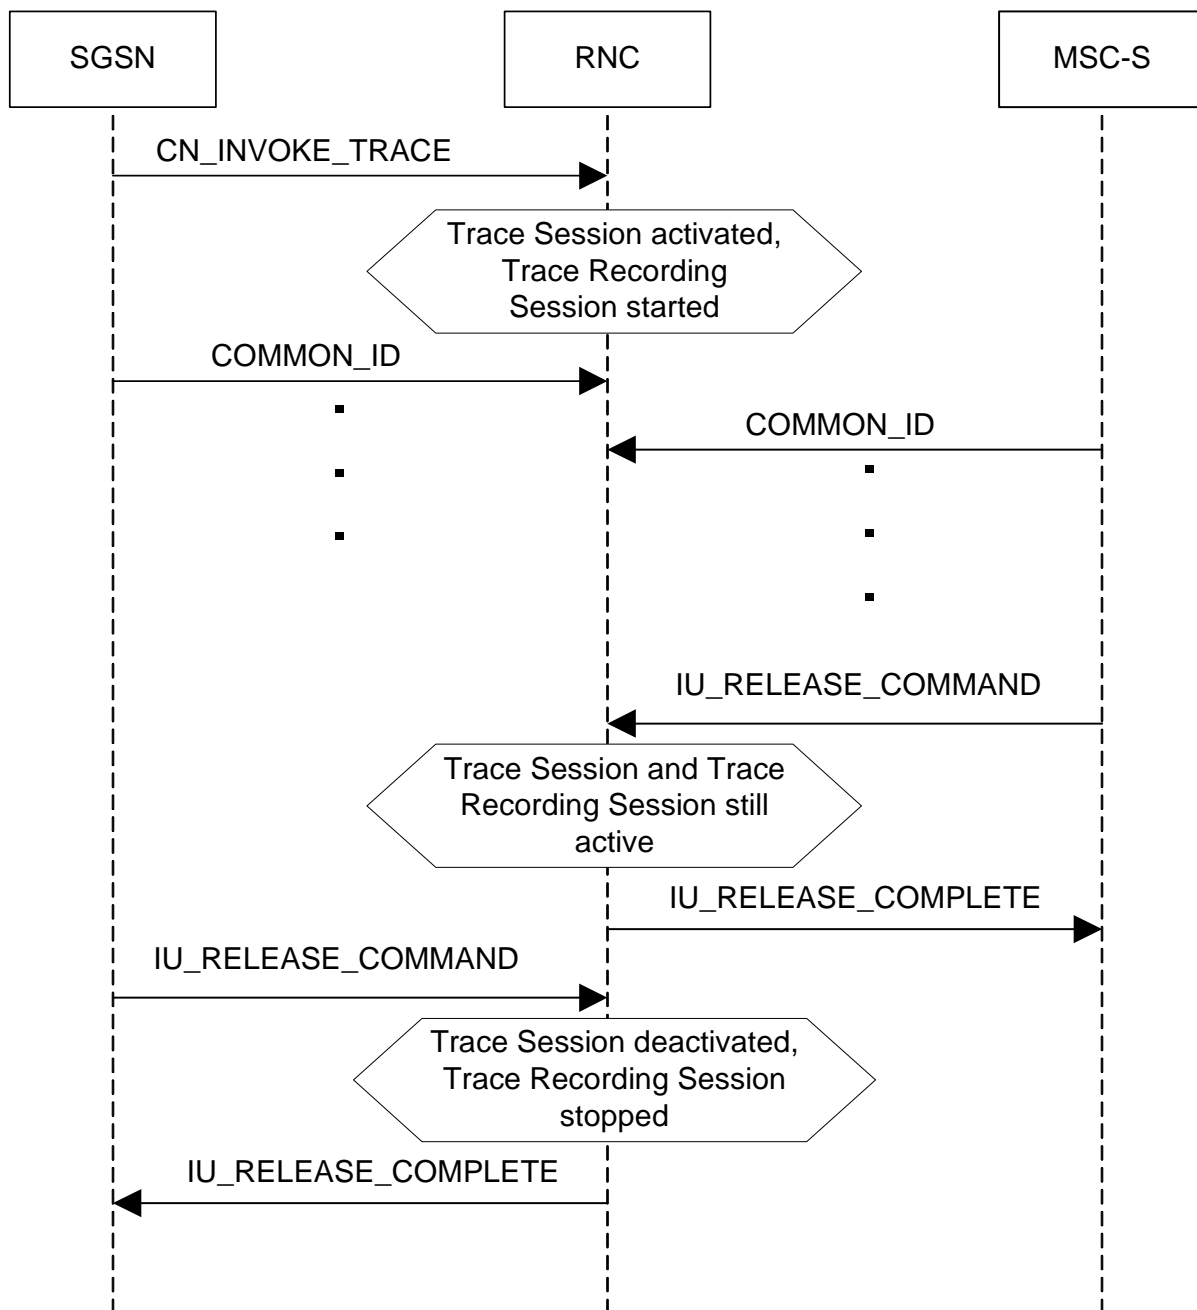 SGSN
RNC
MSC-S
CN_INVOKE_TRACE
Trace Session activated,
Trace Recording
Session started
COMMON_ID
COMMON_ID
IU_RELEASE_COMMAND
Trace Session and Trace
Recording Session still
active
IU_RELEASE_COMPLETE
IU_RELEASE_COMMAND
Trace Session deactivated,
Trace Recording Session
stopped
IU_RELEASE_COMPLETE